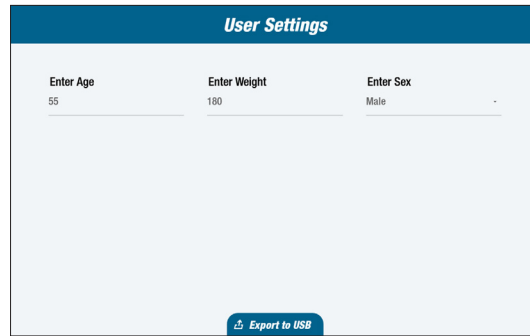 User Settings
Enter Age
55
Enter Weight
180
Enter Sex
Male
Export to USB